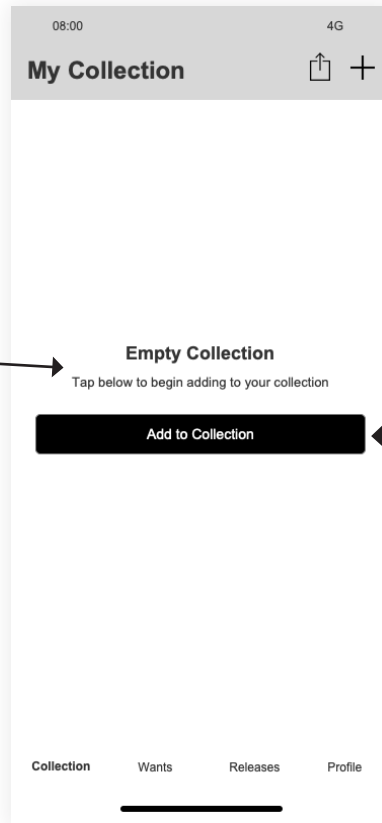 08:00 4G
My Collection
Empty Collection
Tap below to begin adding to your collection
Add to Collection
Collection Wants Releases Profile